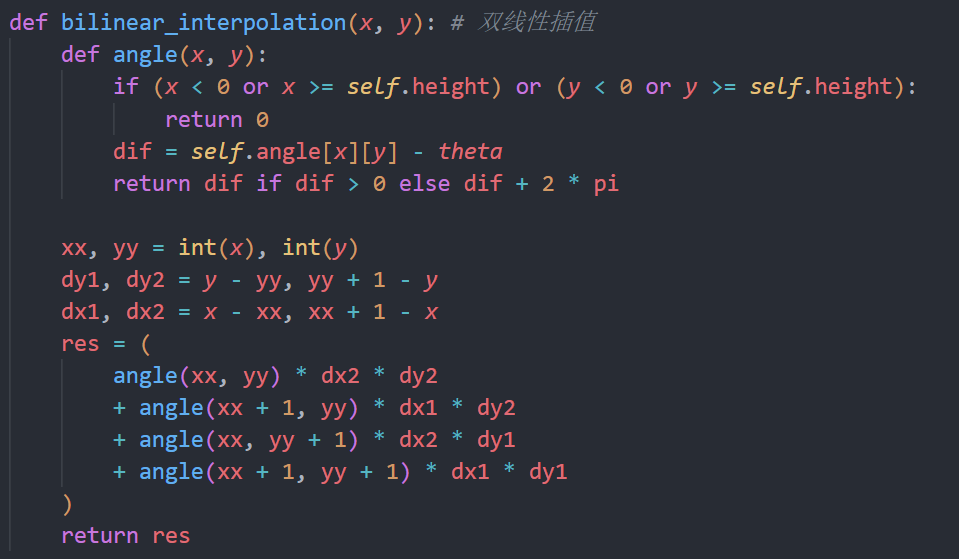 def bilinear_interpolation(x, y): # 双线性插值
    def angle(x, y):
        if (x < 0 or x >= self.height) or (y < 0 or y >= self.height):
            return 0
        dif = self.angle[x][y] - theta
        return dif if dif > 0 else dif + 2 * pi

    xx, yy = int(x), int(y)
    dy1, dy2 = y - yy, yy + 1 - y
    dx1, dx2 = x - xx, xx + 1 - x
    res = (
        angle(xx, yy) * dx2 * dy2
        + angle(xx + 1, yy) * dx1 * dy2
        + angle(xx, yy + 1) * dx2 * dy1
        + angle(xx + 1, yy + 1) * dx1 * dy1
    )
    return res